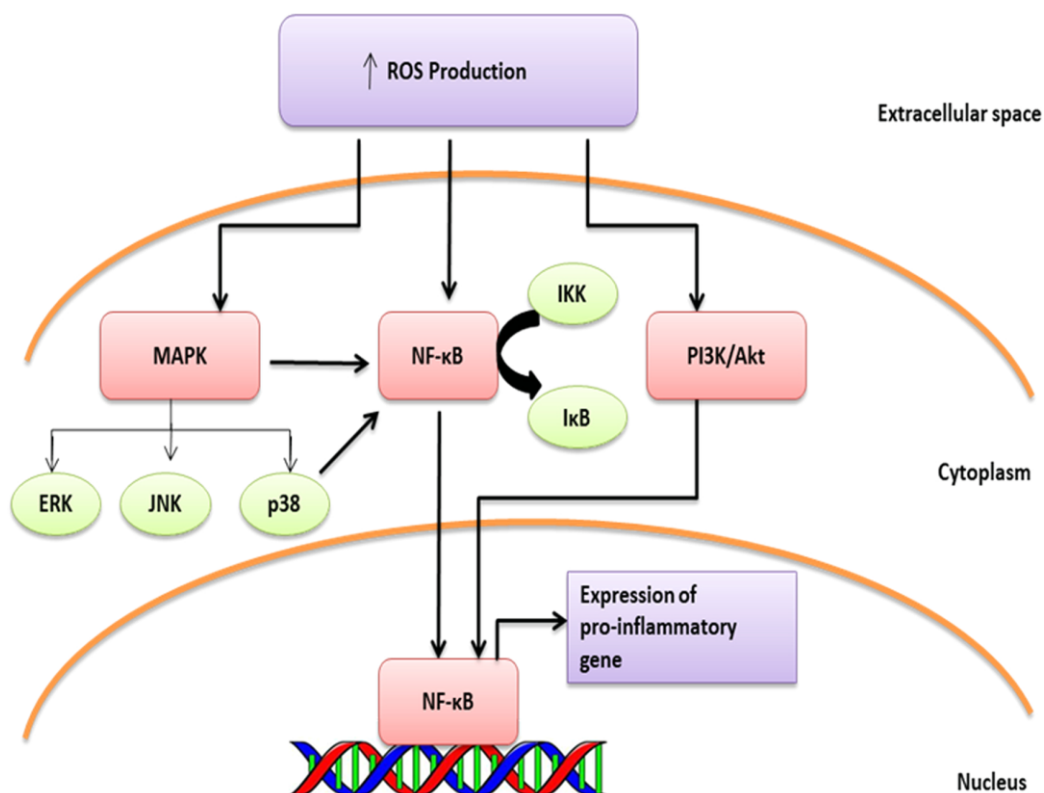 ↑ ROS Production
Extracellular space
IKK
MAPK
NF-κB
PI3K/Akt
IκB
Cytoplasm
ERK
JNK
p38
Expression of
pro-inflammatory
gene
NF-κB
Nucleus